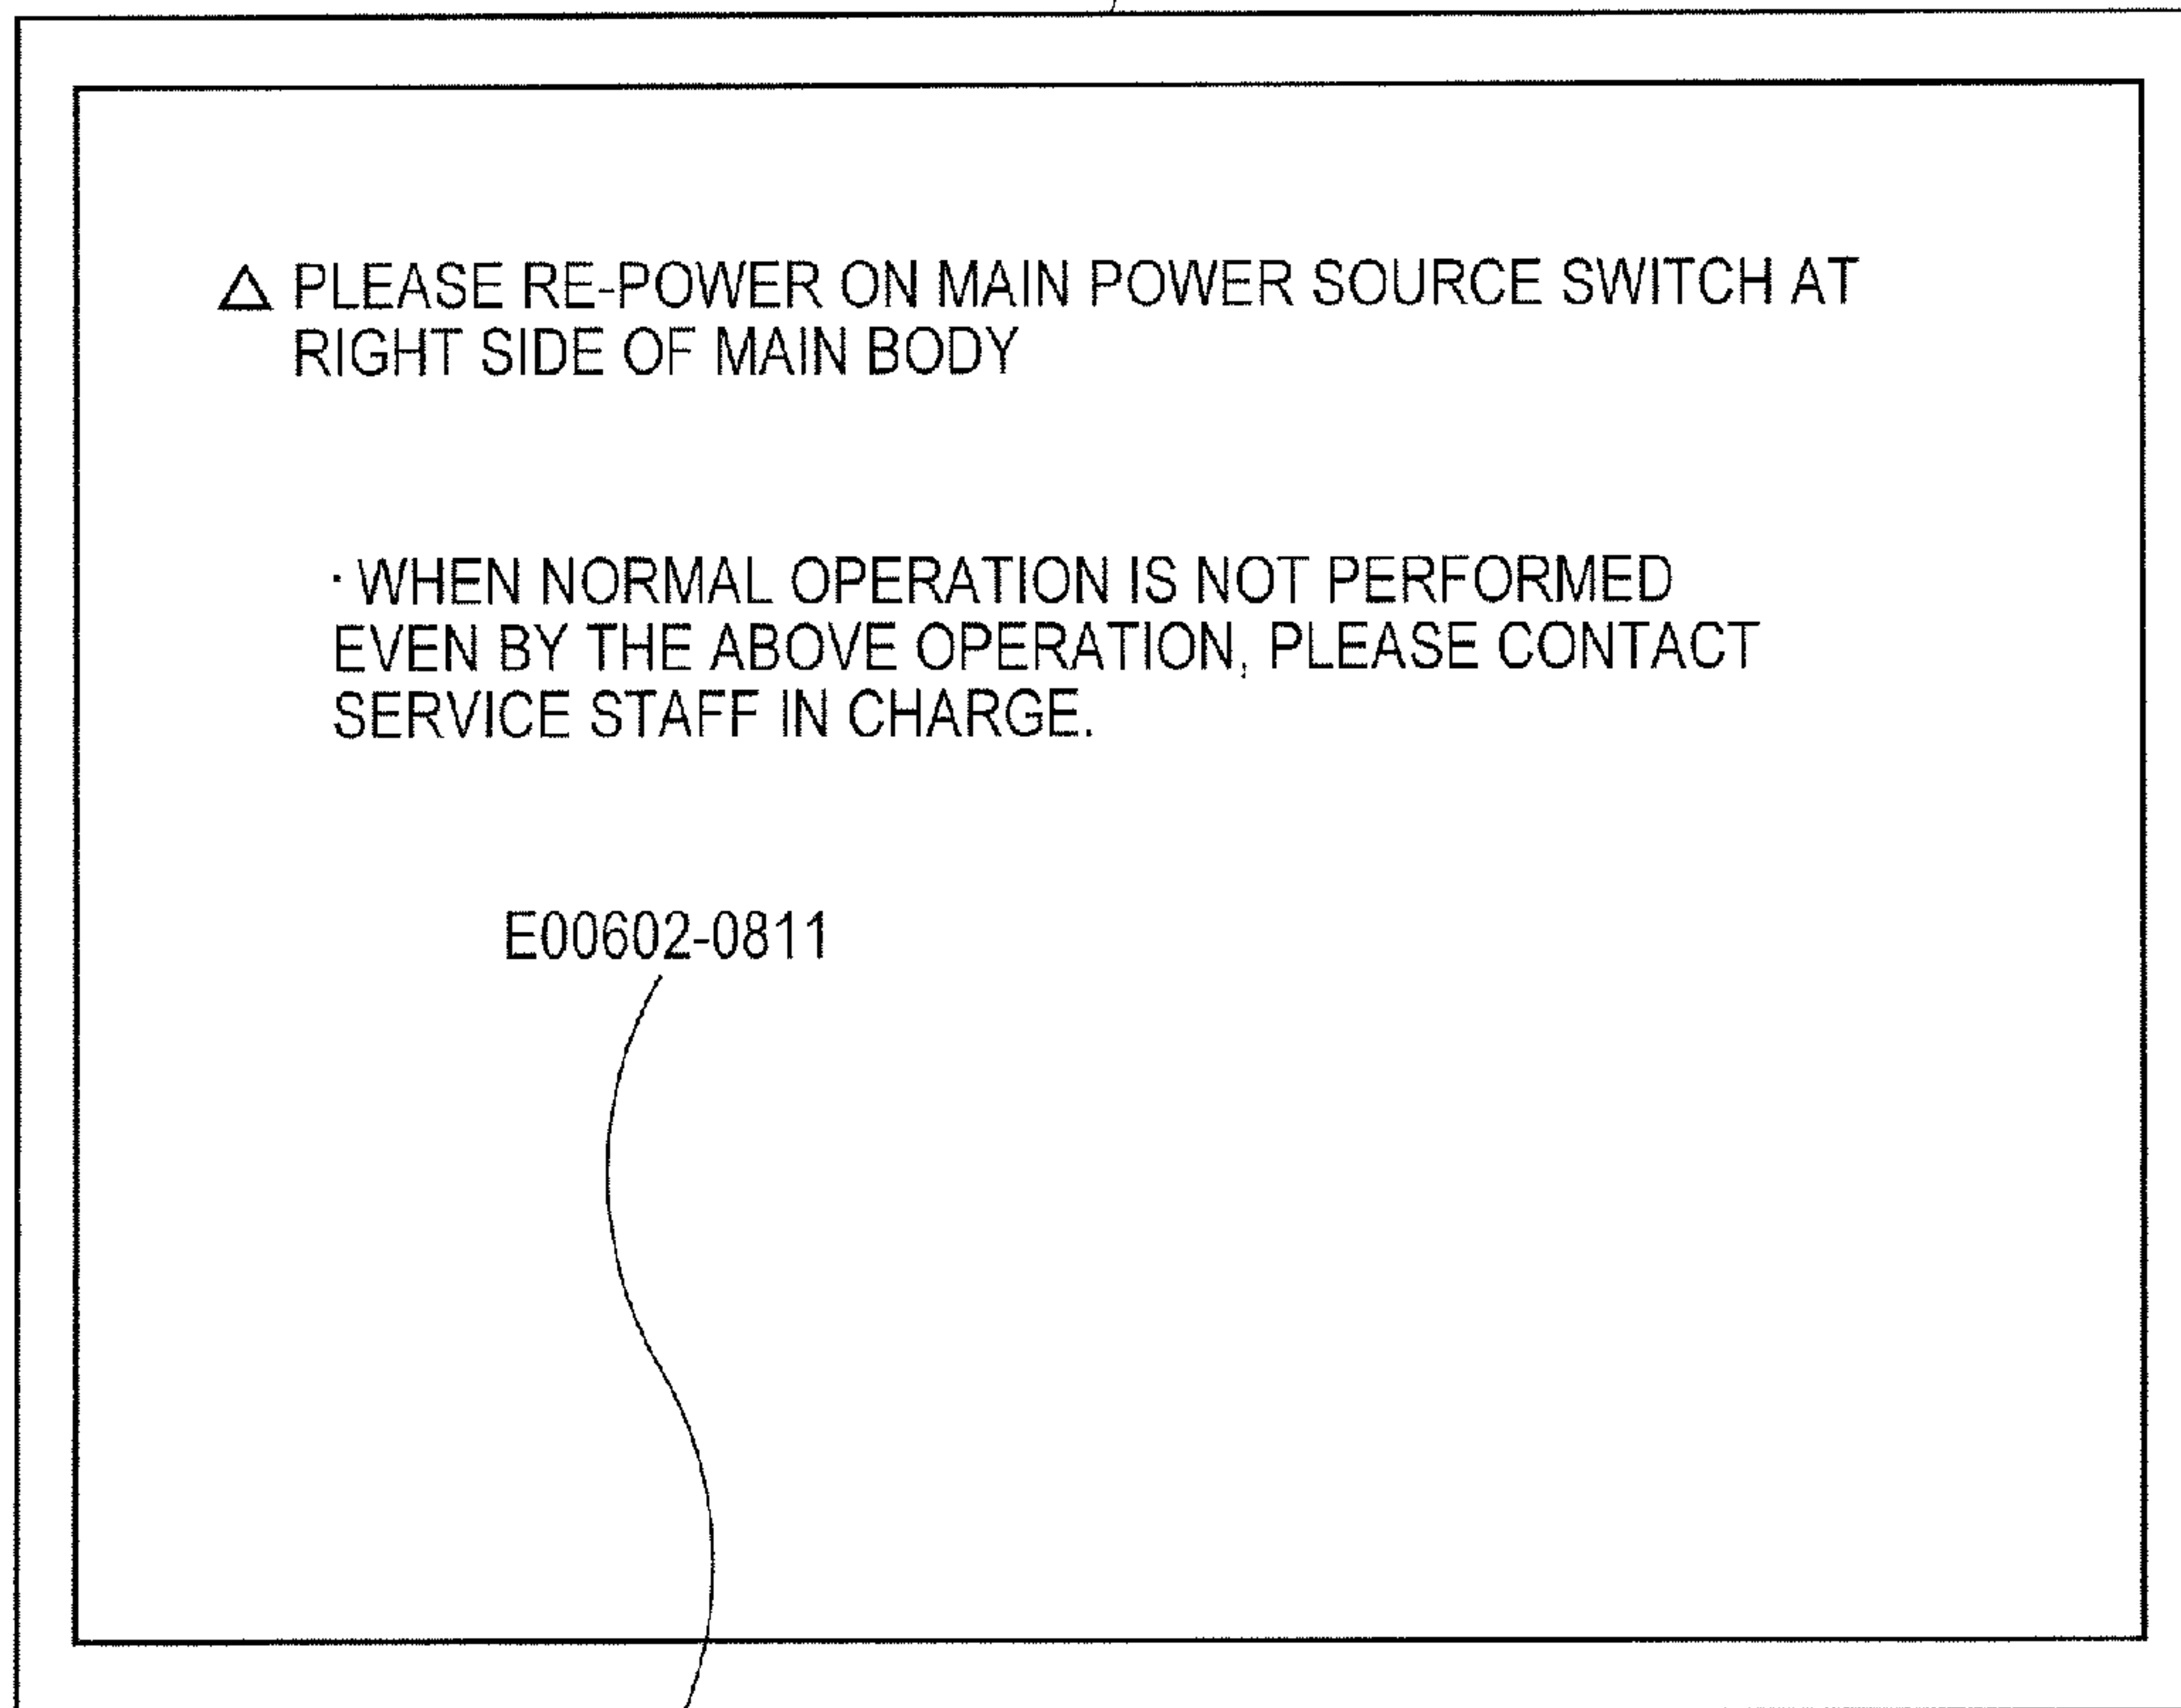 △ PLEASE RE-POWER ON MAIN POWER SOURCE SWITCH AT
RIGHT SIDE OF MAIN BODY
· WHEN NORMAL OPERATION IS NOT PERFORMED
EVEN BY THE ABOVE OPERATION, PLEASE CONTACT
SERVICE STAFF IN CHARGE.
E00602-0811